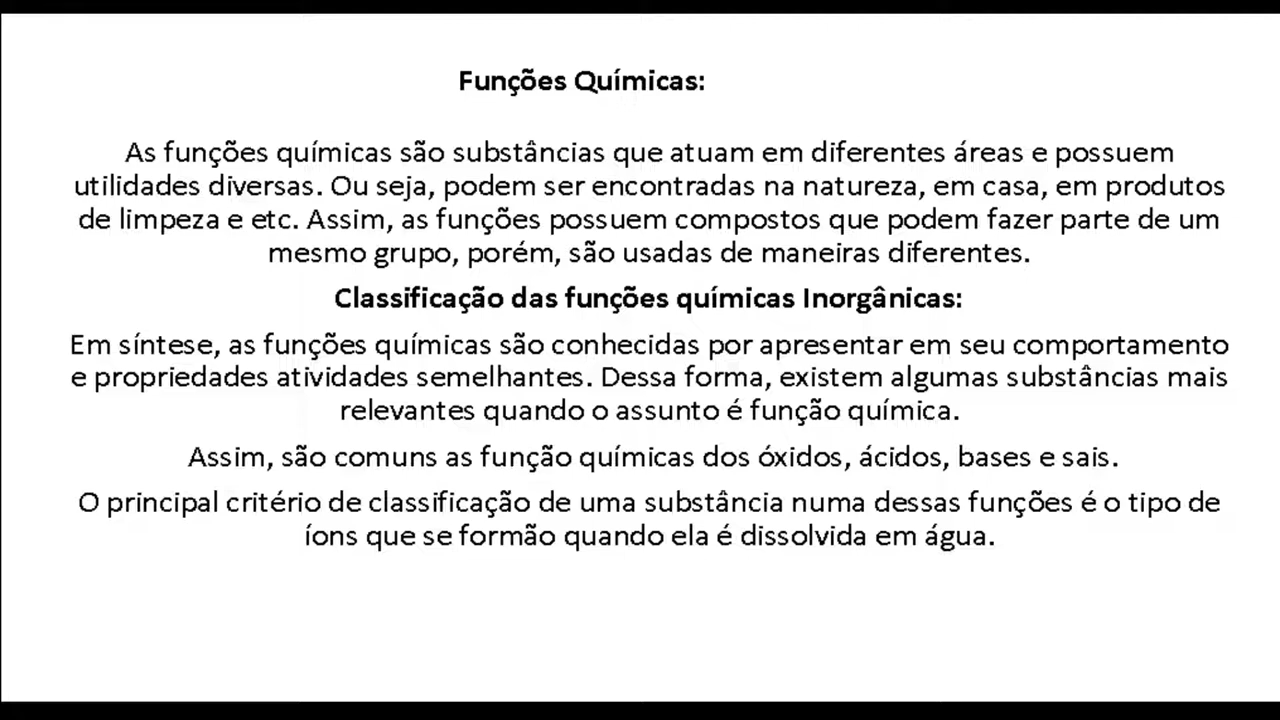 Funções Químicas:
As funções químicas são substâncias que atuam em diferentes áreas e possuem
utilidades diversas. Ou seja, podem ser encontradas na natureza, em casa, em produtos
de limpeza e etc. Assim, as funções possuem compostos que podem fazer parte de um
mesmo grupo, porém, são usadas de maneiras diferentes.
Classificação das funções químicas Inorgânicas:
Em síntese, as funções químicas são conhecidas por apresentar em seu comportamento
e propriedades atividades semelhantes. Dessa forma, existem algumas substâncias mais
relevantes quando o assunto é função química.
Assim, são comuns as função químicas dos óxidos, ácidos, bases e sais.
O principal critério de classificação de uma substância numa dessas funções é o tipo de
íons que se formão quando ela é dissolvida em água.